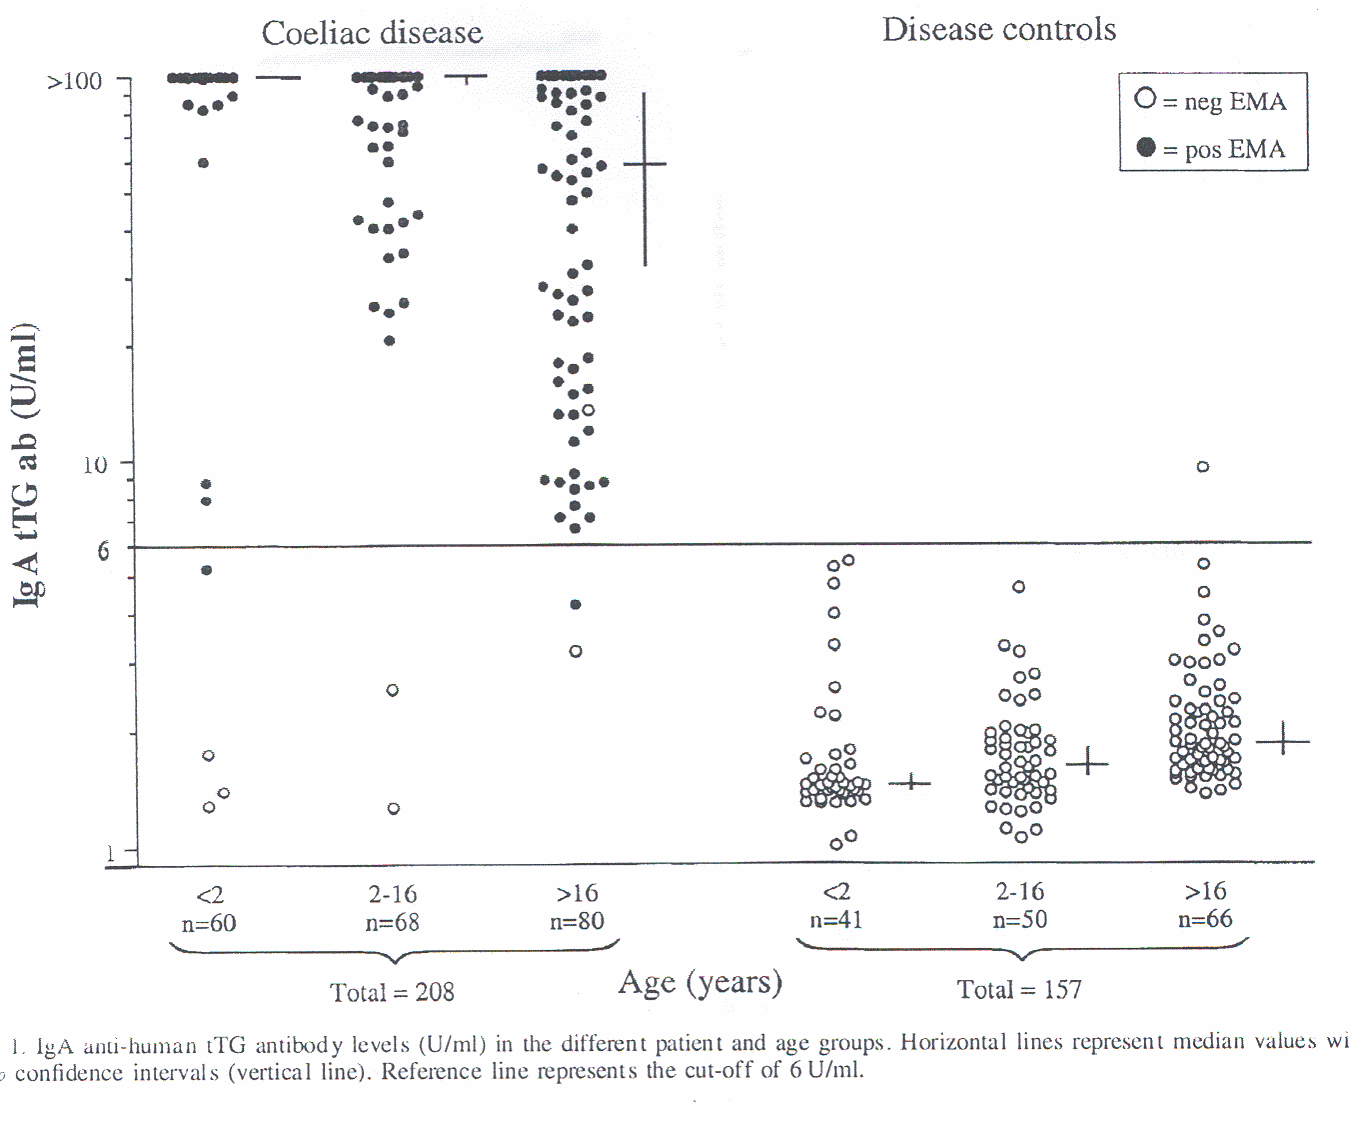 Coeliac disease
Disease controls
>100
= neg EMA
= pos EMA
10
6
1
IgA tTG ab (U/ml)
<2 2-16 >16 <2 2-16 >16
n=60 n=68 n=80 n=41 n=50 n=66
Total = 208 Age (years) Total = 157
1. IgA anti-human tTG antibody levels (U/ml) in the different patient and age groups. Horizontal lines represent median values wi
confidence intervals (vertical line). Reference line represents the cut-off of 6 U/ml.